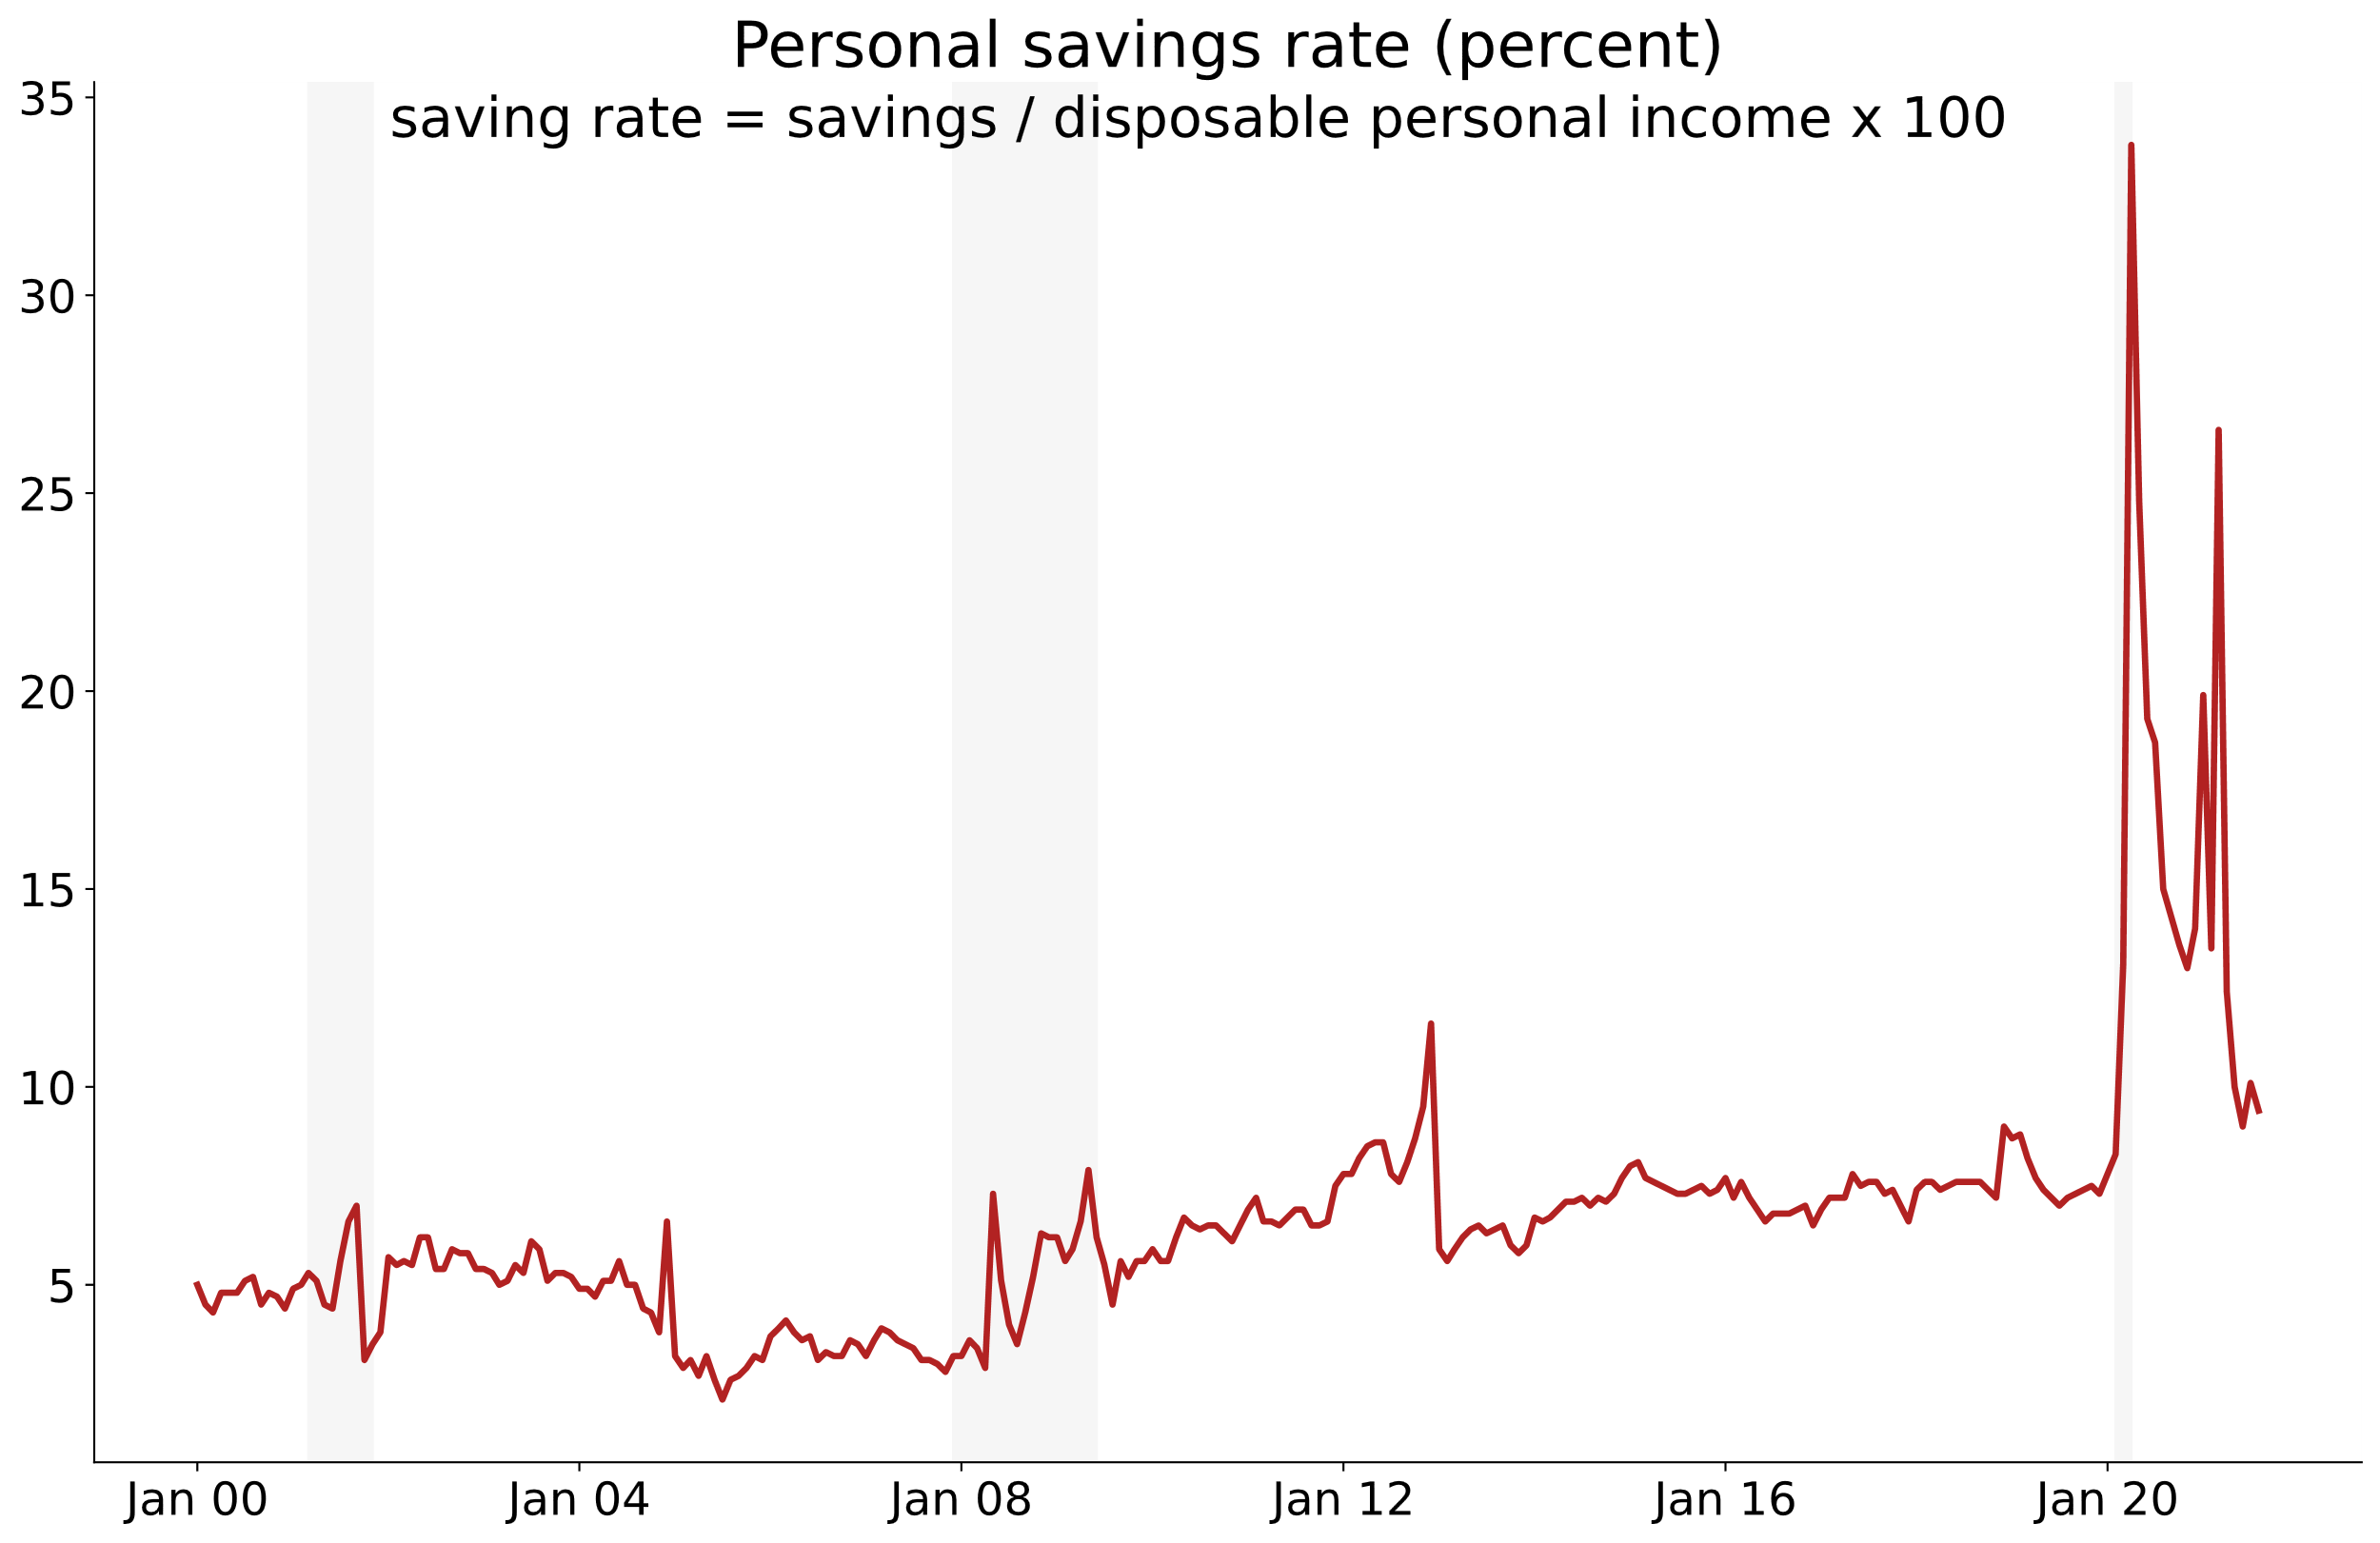 Personal savings rate (percent)
saving rate = savings / disposable personal income x 100
35
30
25
20
15
10
5
Jan 00 Jan 04 Jan 08 Jan 12 Jan 16 Jan 20